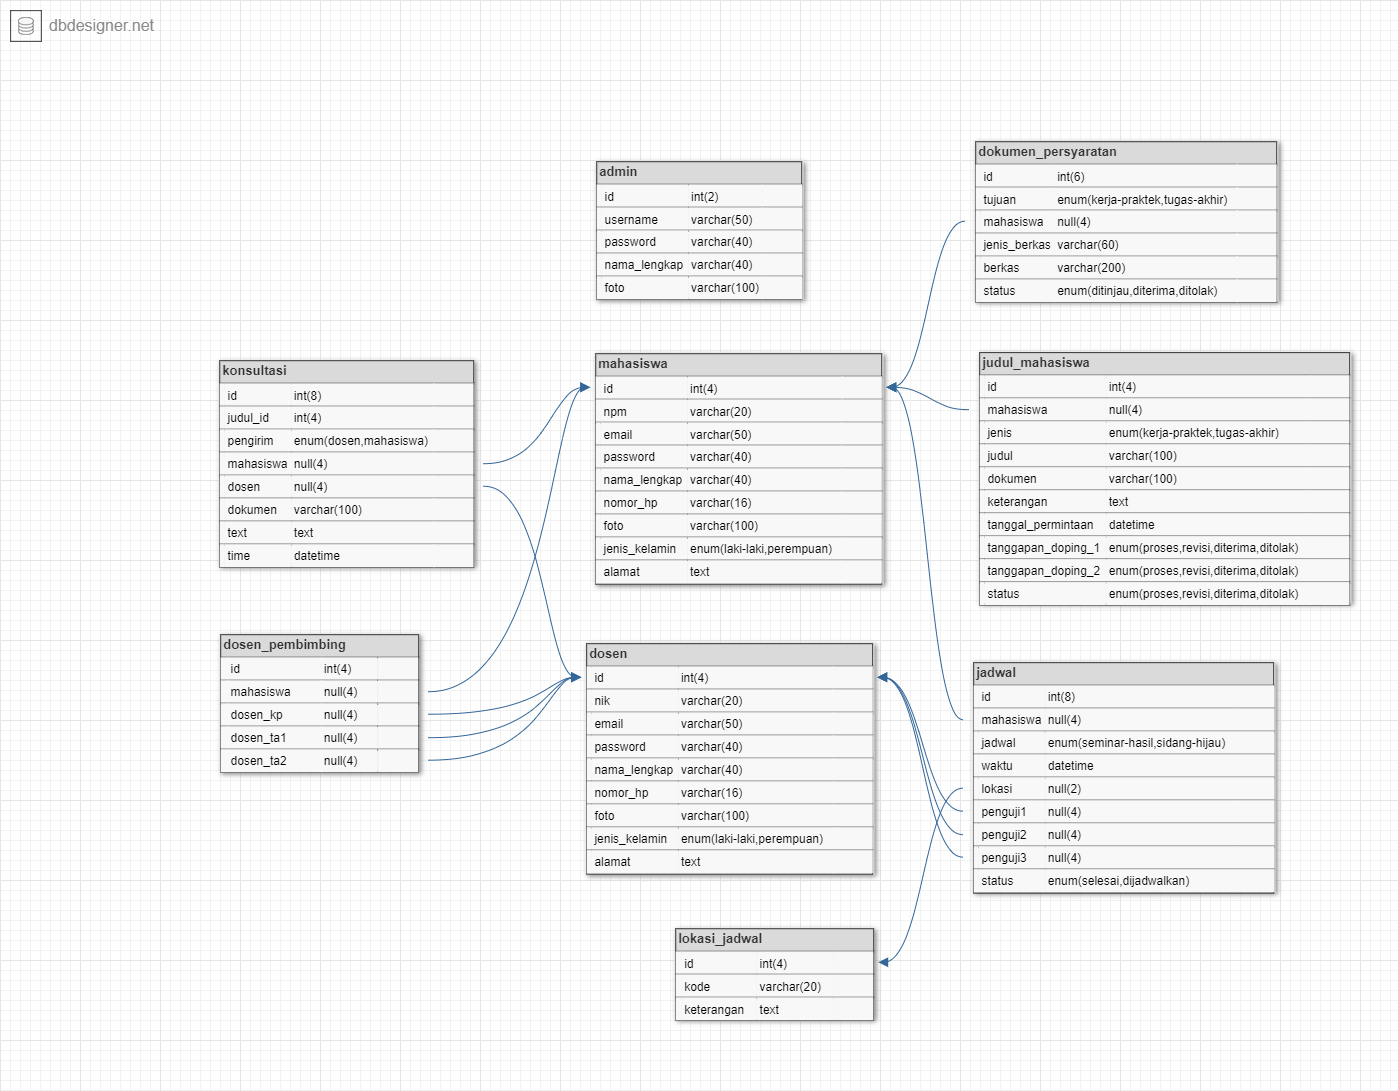 dbdesigner.net
admin
id int(2)
username varchar(50)
password varchar(40)
nama_lengkap varchar(40)
foto varchar(100)
dokumen_persyaratan
id int(6)
tujuan enum(kerja-praktek,tugas-akhir)
mahasiswa null(4)
jenis_berkas varchar(60)
berkas varchar(200)
status enum(ditinjau,diterima,ditolak)
konsultasi
id int(8)
judul_id int(4)
pengirim enum(dosen,mahasiswa)
mahasiswa null(4)
dosen null(4)
dokumen varchar(100)
text text
time datetime
mahasiswa
id int(4)
npm varchar(20)
email varchar(50)
password varchar(40)
nama_lengkap varchar(40)
nomor_hp varchar(16)
foto varchar(100)
jenis_kelamin enum(laki-laki,perempuan)
alamat text
judul_mahasiswa
id int(4)
mahasiswa null(4)
jenis enum(kerja-praktek,tugas-akhir)
judul varchar(100)
dokumen varchar(100)
keterangan text
tanggal_permintaan datetime
tanggapan_doping_1 enum(proses,revisi,diterima,ditolak)
tanggapan_doping_2 enum(proses,revisi,diterima,ditolak)
status enum(proses,revisi,diterima,ditolak)
dosen_pembimbing
id int(4)
mahasiswa null(4)
dosen_kp null(4)
dosen_ta1 null(4)
dosen_ta2 null(4)
dosen
id int(4)
nik varchar(20)
email varchar(50)
password varchar(40)
nama_lengkap varchar(40)
nomor_hp varchar(16)
foto varchar(100)
jenis_kelamin enum(laki-laki,perempuan)
alamat text
jadwal
id int(8)
mahasiswa null(4)
jadwal enum(seminar-hasil,sidang-hijau)
waktu datetime
lokasi null(2)
penguji1 null(4)
penguji2 null(4)
penguji3 null(4)
status enum(selesai,dijadwalkan)
lokasi_jadwal
id int(4)
kode varchar(20)
keterangan text